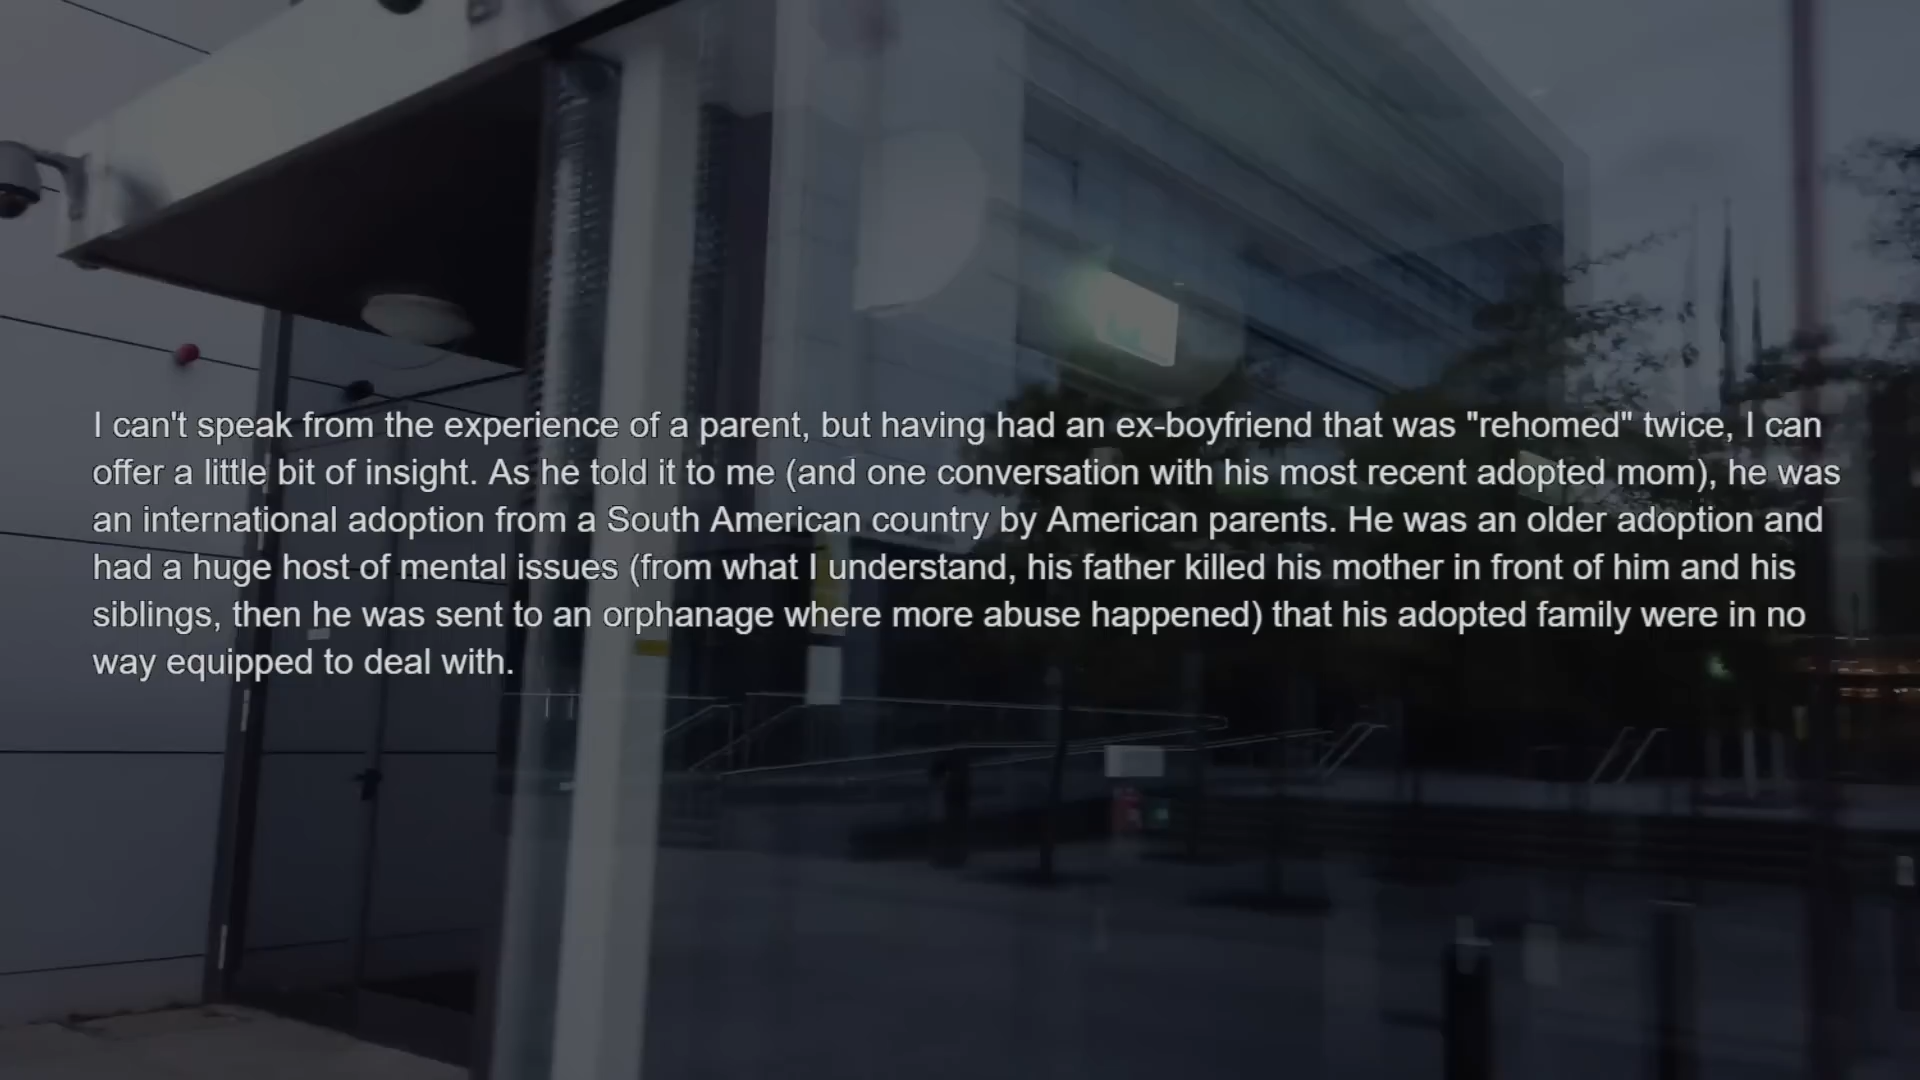 I can't speak from the experience of a parent, but having had an ex-boyfriend that was "rehomed" twice, I can
offer a little bit of insight. As he told it to me (and one conversation with his most recent adopted mom), he was
an international adoption from a South American country by American parents. He was an older adoption and
had a huge host of mental issues (from what I understand, his father killed his mother in front of him and his
siblings, then he was sent to an orphanage where more abuse happened) that his adopted family were in no
way equipped to deal with.